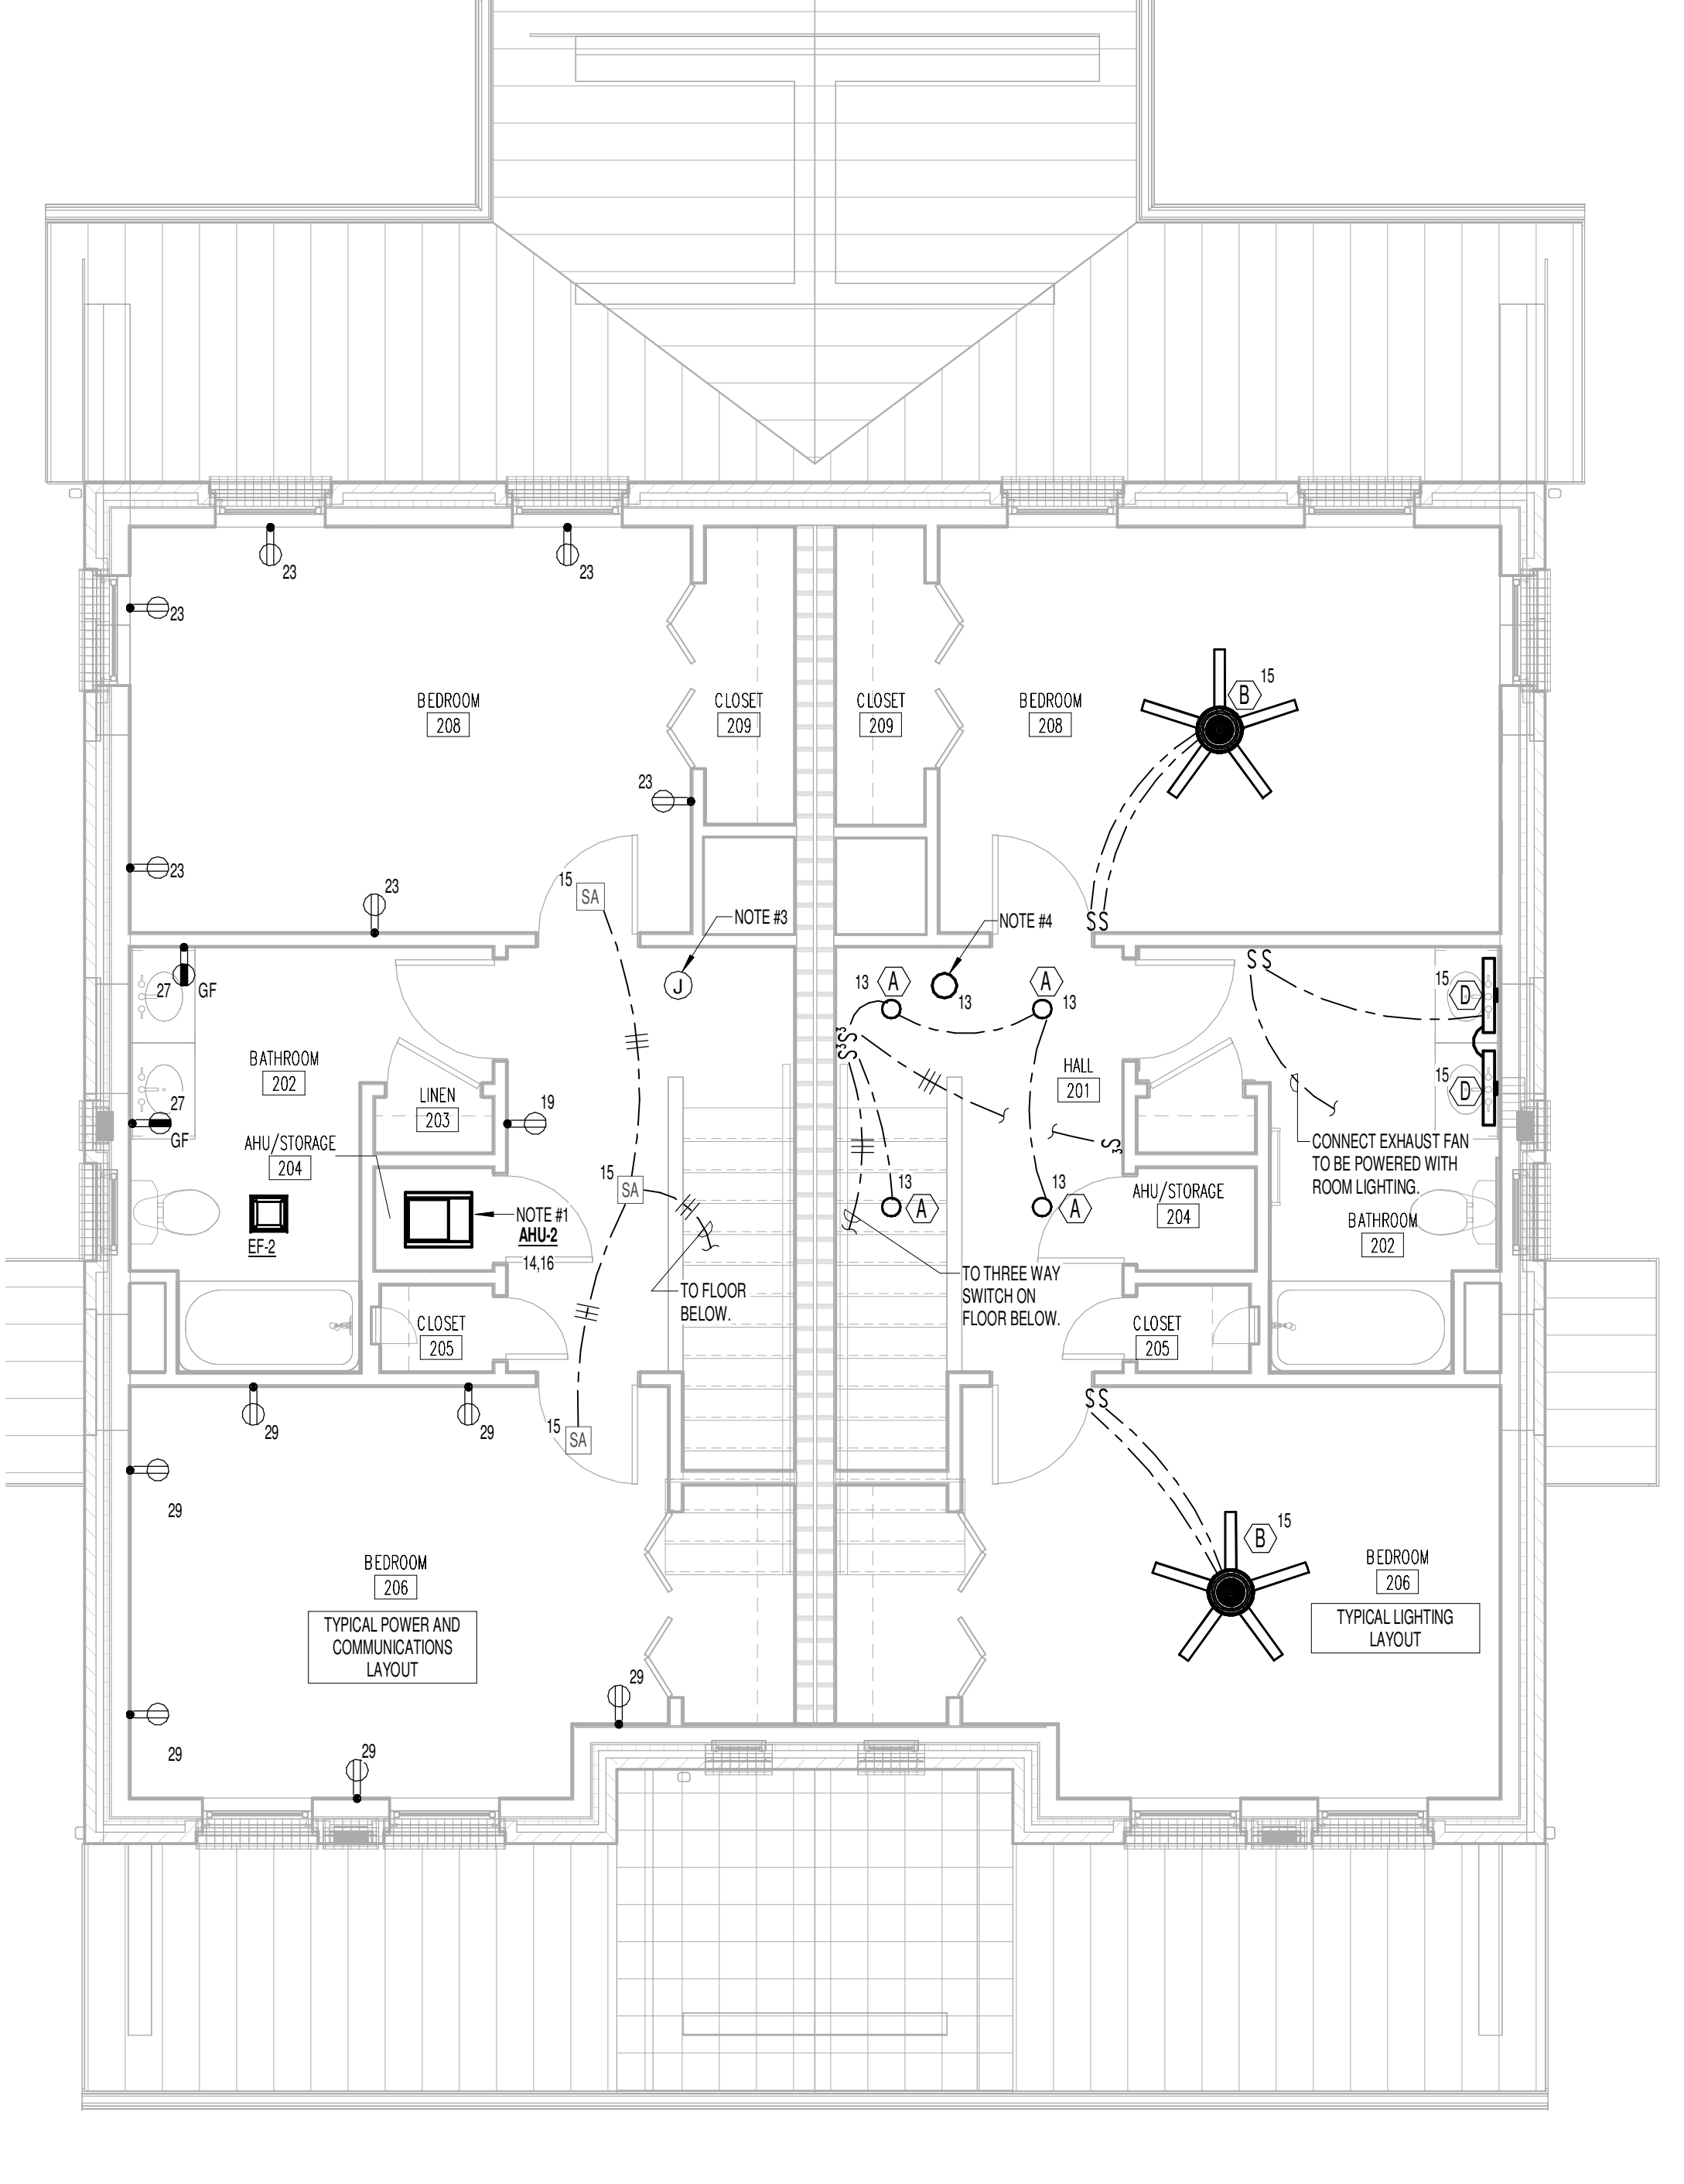 23
23
23
BEDROOM
208
CLOSET
209
CLOSET
209
BEDROOM
208
B
15
23
23
23
15
SA
NOTE #3
J
NOTE #4
SS
27
GF
13
A
13
A
13
S3
S3
S S
15
D
15
D
BATHROOM
202
LINEN
203
27
GF
19
HALL
201
S3
AHU/STORAGE
204
CONNECT EXHAUST FAN
TO BE POWERED WITH
ROOM LIGHTING.
15
SA
13
A
13
A
AHU/STORAGE
204
BATHROOM
202
EF-2
NOTE #1
AHU-2
14,16
TO FLOOR
BELOW.
TO THREE WAY
SWITCH ON
FLOOR BELOW.
CLOSET
205
CLOSET
205
SS
29
29
15
SA
29
BEDROOM
206
TYPICAL POWER AND
COMMUNICATIONS
LAYOUT
B
15
BEDROOM
206
TYPICAL LIGHTING
LAYOUT
29
29
29